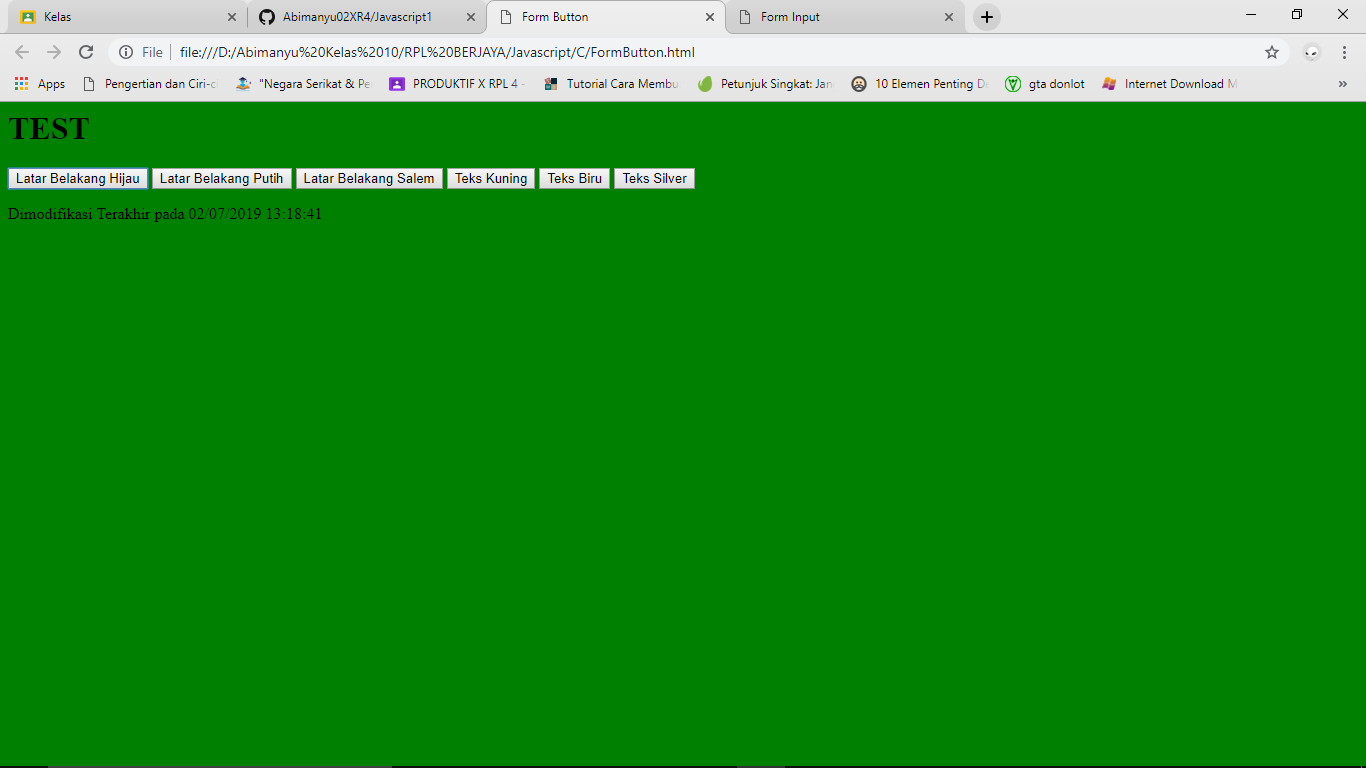 Kelas
Abimanyu02XR4/Javascript1
Form Button
Form Input
File
file:///D:/Abimanyu%20Kelas%2010/RPL%20BERJAYA/Javascript/C/FormButton.html
Apps
Pengertian dan Ciri-c
"Negara Serikat & Pe
PRODUKTIF X RPL 4 -
Tutorial Cara Membu
Petunjuk Singkat: Jan
10 Elemen Penting D
gta donlot
Internet Download M
»
TEST
Latar Belakang Hijau
Latar Belakang Putih
Latar Belakang Salem
Teks Kuning
Teks Biru
Teks Silver
Dimodifikasi Terakhir pada 02/07/2019 13:18:41